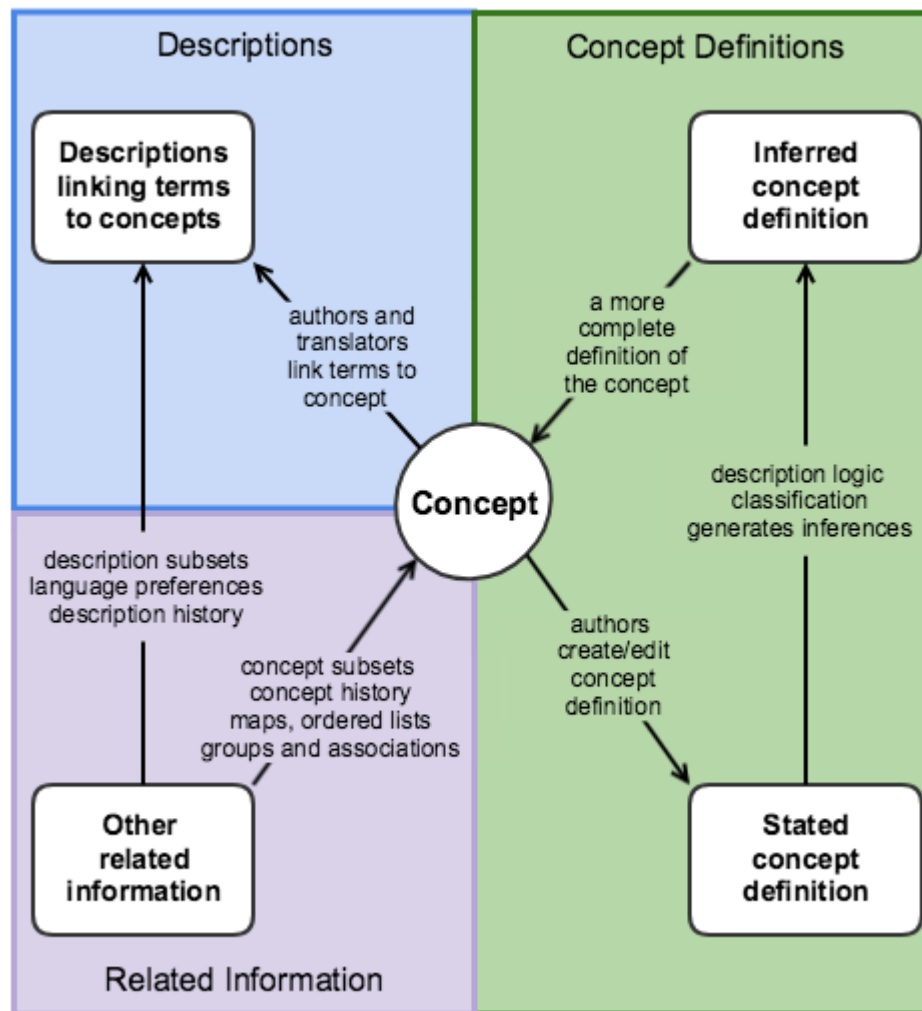 Descriptions
Concept Definitions
Descriptions
linking terms
to concepts
Inferred
concept
definition
authors and
translators
link terms to
concept
a more
complete
definition of
the concept
Concept
description logic
classification
generates inferences
description subsets
language preferences
description history
authors
create/edit
concept
definition
concept subsets
concept history
maps, ordered lists
groups and associations
Other
related
information
Stated
concept
definition
Related Information